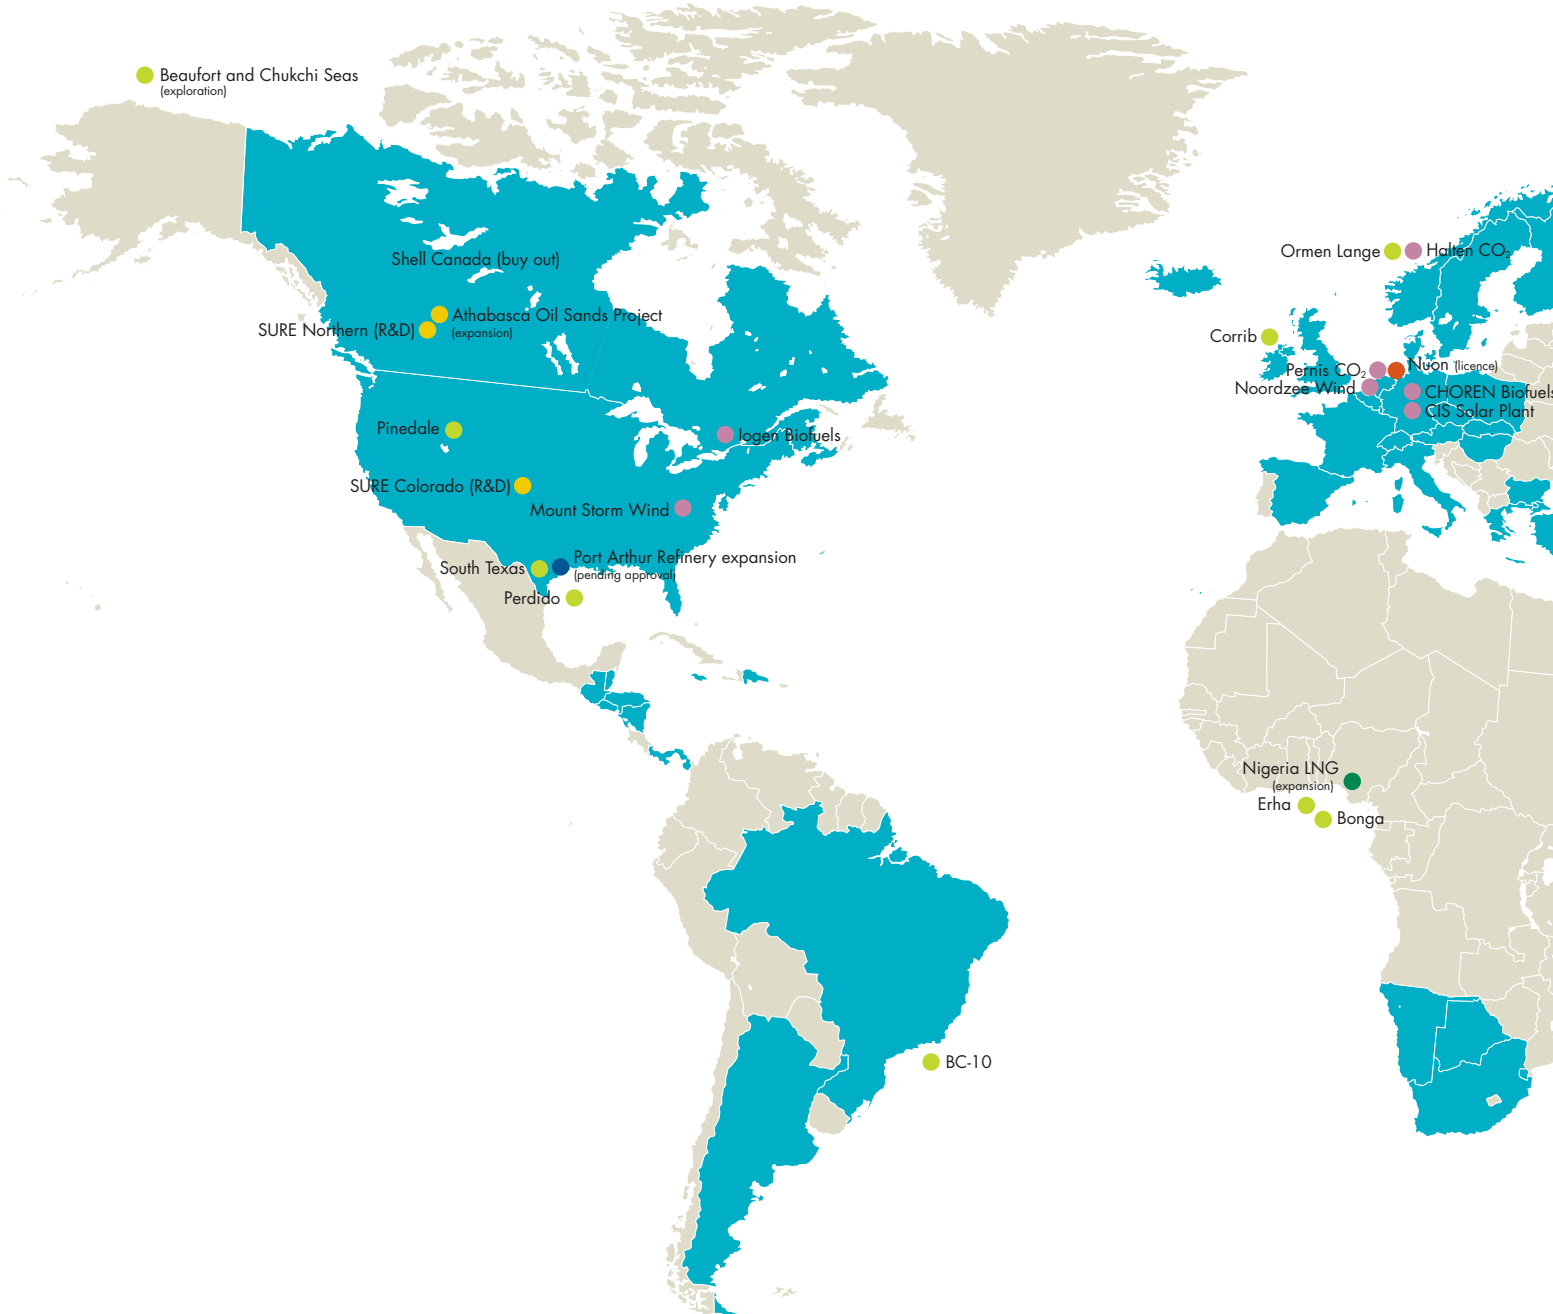 Beaufort and Chukchi Seas
(exploration)
Shell Canada (buy out)
Athabasca Oil Sands Project
(expansion)
SURE Northern (R&D)
Pinedale
Iogen Biofuels
SURE Colorado (R&D)
Mount Storm Wind
Port Arthur Refinery expansion
(pending approval)
South Texas
Perdido
BC-10
Ormen Lange
Halten CO₂
Corrib
Pernis CO₂
Nuon (licence)
Noordzee Wind
CHOREN Biofuels
CIS Solar Plant
Nigeria LNG
(expansion)
Erha
Bonga